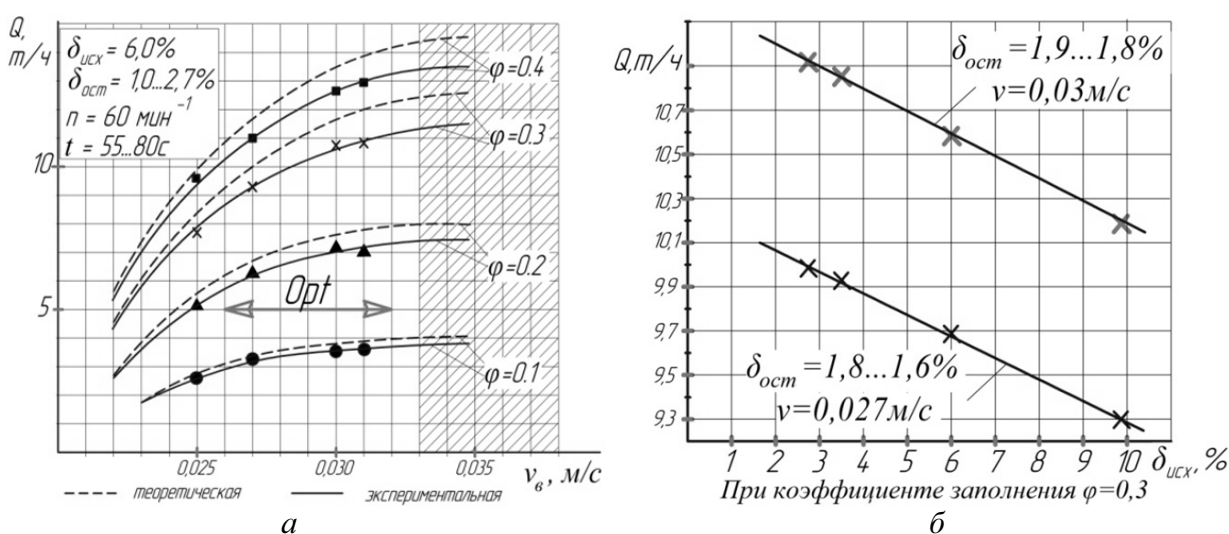 Q,
т/ч
δисх = 6,0%
δост = 1,0...2,7%
n = 60 мин⁻¹
t = 55...80с
10
5
φ=0.4
φ=0.3
φ=0.2
φ=0.1
Opt
0,025
0,030
0,035
vв, м/с
теоретическая
экспериментальная
а
Q,т/ч
10,7
10,5
10,3
10,1
9,9
9,7
9,5
9,3
δост =1,9...1,8%
v=0,03м/с
δост =1,8...1,6%
v=0,027м/с
1 2 3 4 5 6 7 8 9 10 δисх, %
При коэффициенте заполнения φ=0,3
б